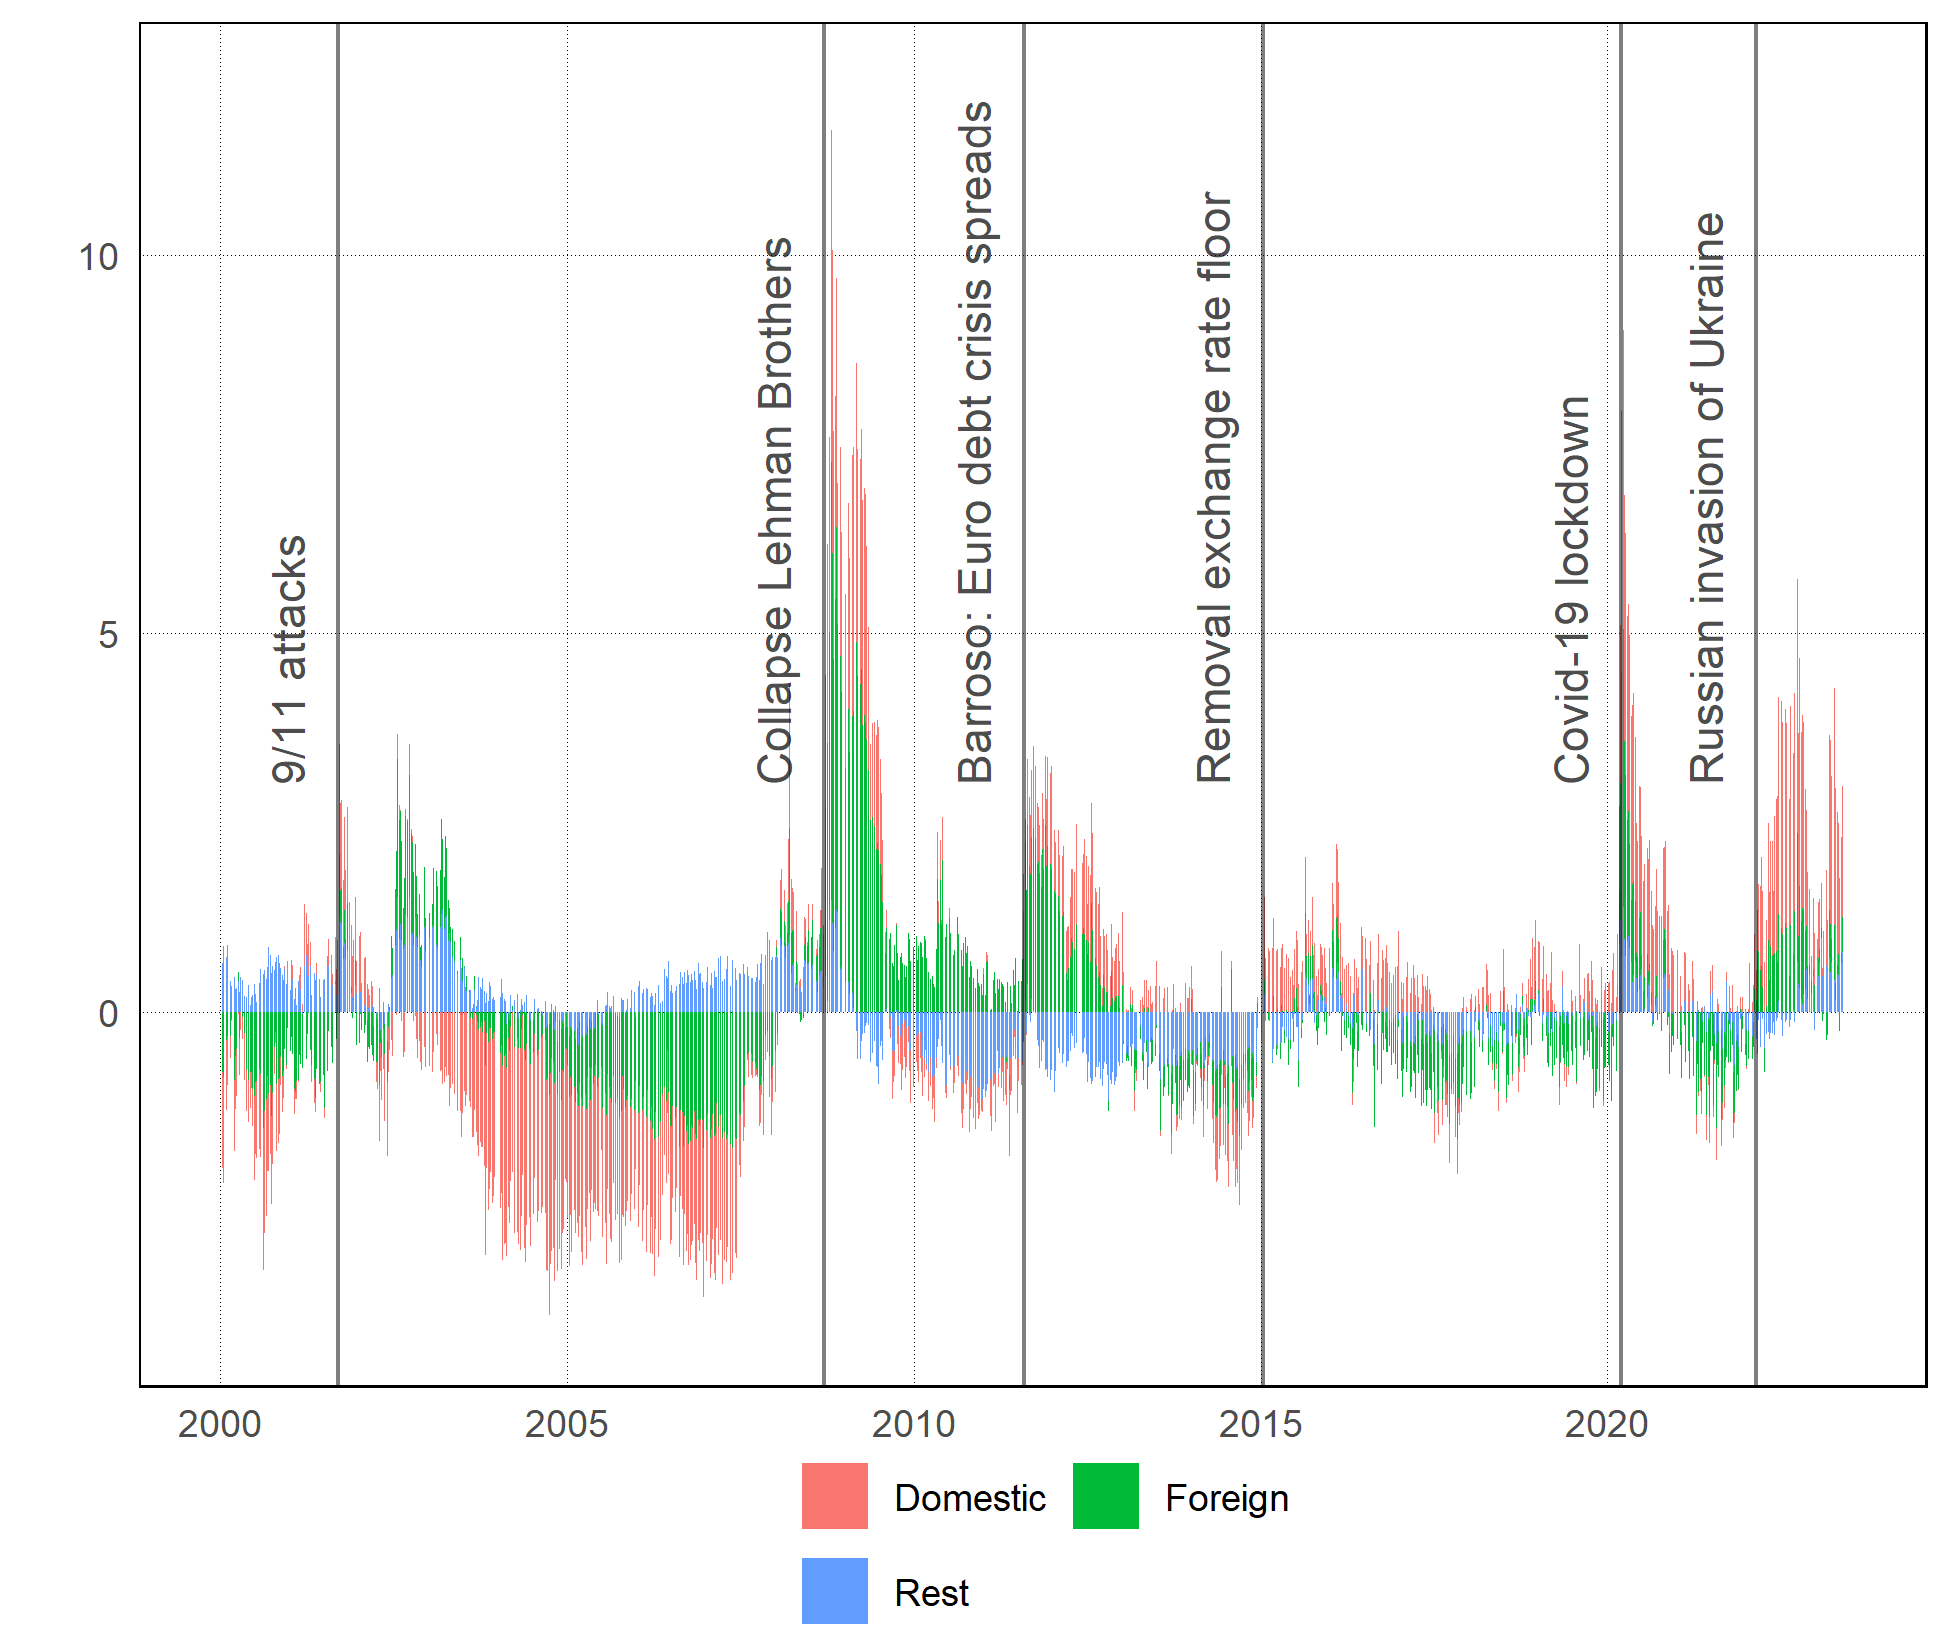 10
5
0
9/11 attacks
Collapse Lehman Brothers
Barroso: Euro debt crisis spreads
Removal exchange rate floor
Covid-19 lockdown
Russian invasion of Ukraine
2000
2005
2010
2015
2020
Domestic
Foreign
Rest